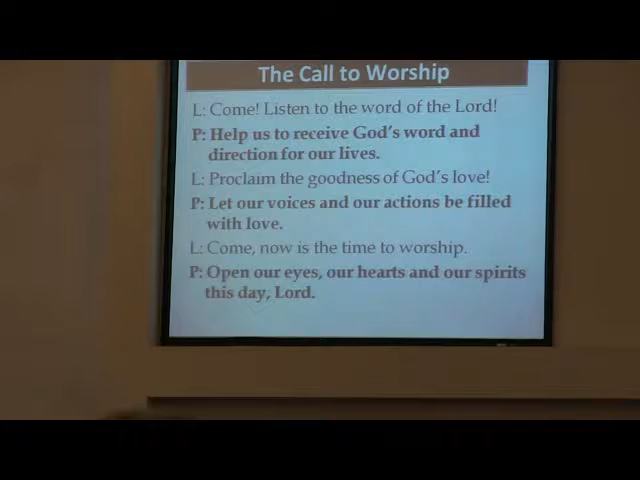 The Call to Worship
L: Come! Listen to the word of the Lord!
P: Help us to receive God's word and
direction for our lives.
L: Proclaim the goodness of God's love!
P: Let our voices and our actions be filled
with love.
L: Come, now is the time to worship.
P: Open our eyes, our hearts and our spirits
this day, Lord.